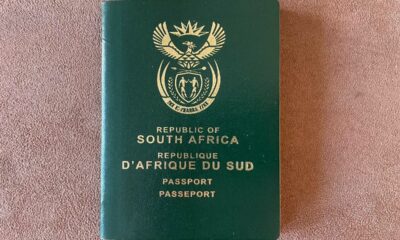 REPUBLIC OF
SOUTH AFRICA
REPUBLIQUE
D'AFRIQUE DU SUD
PASSPORT
PASSEPORT